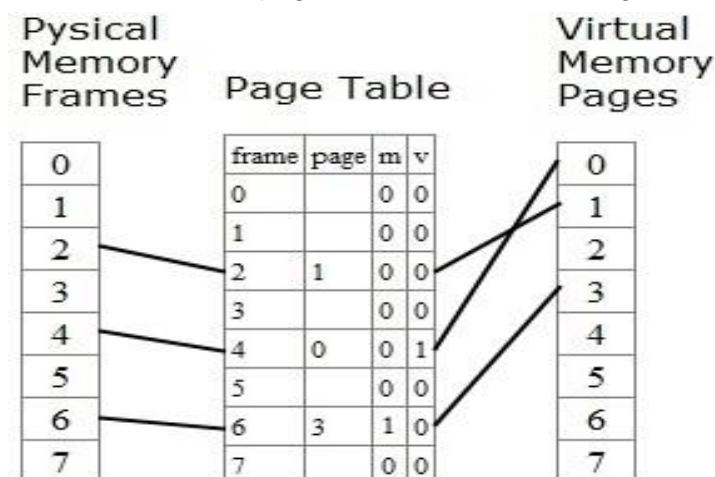 Pysical
Memory
Frames
Page Table
Virtual
Memory
Pages
frame page m v
0 0 0 0
1 0 0 1
2 2 1 0 0 2
3 3 0 0 3
4 4 0 0 1 4
5 5 0 0 5
6 6 3 1 0 6
7 7 0 0 7